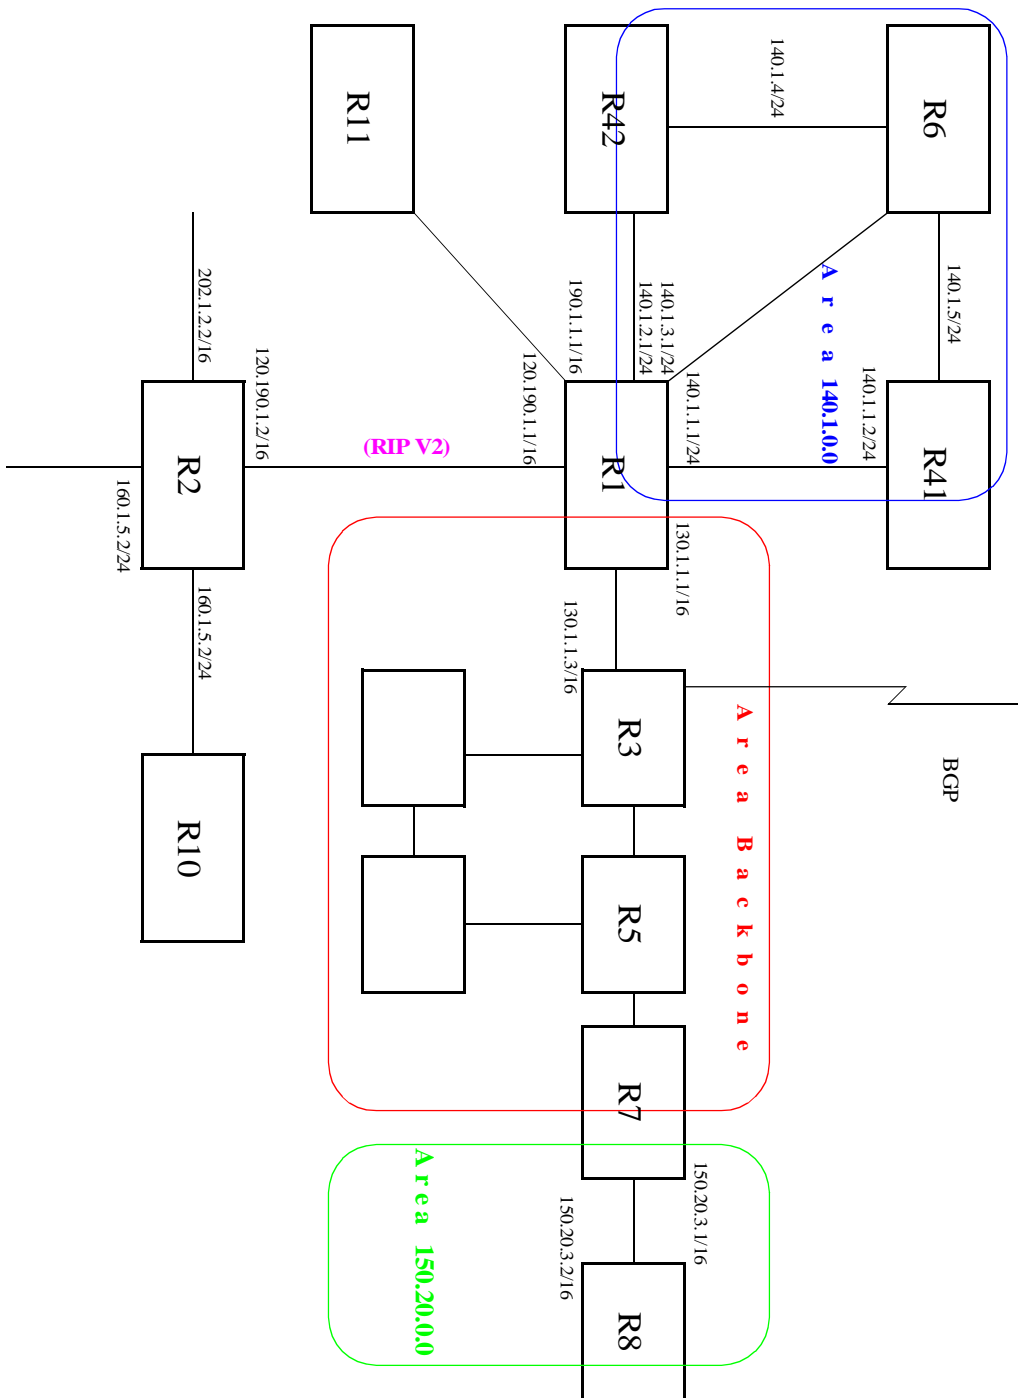 R6
R42
R11
140.1.4/24
140.1.5/24
Area 140.1.0.0
202.1.2.2/16
190.1.1.1/16
140.1.3.1/24
140.1.2.1/24
140.1.1.1/24
140.1.1.2/24
120.190.1.2/16
(RIP V2)
120.190.1.1/16
R41
R1
R2
160.1.5.2/24
160.1.5.2/24
130.1.1.1/16
130.1.1.3/16
R3
BGP
Area Backbone
R10
R5
R7
Area 150.20.0.0
150.20.3.1/16
150.20.3.2/16
R8